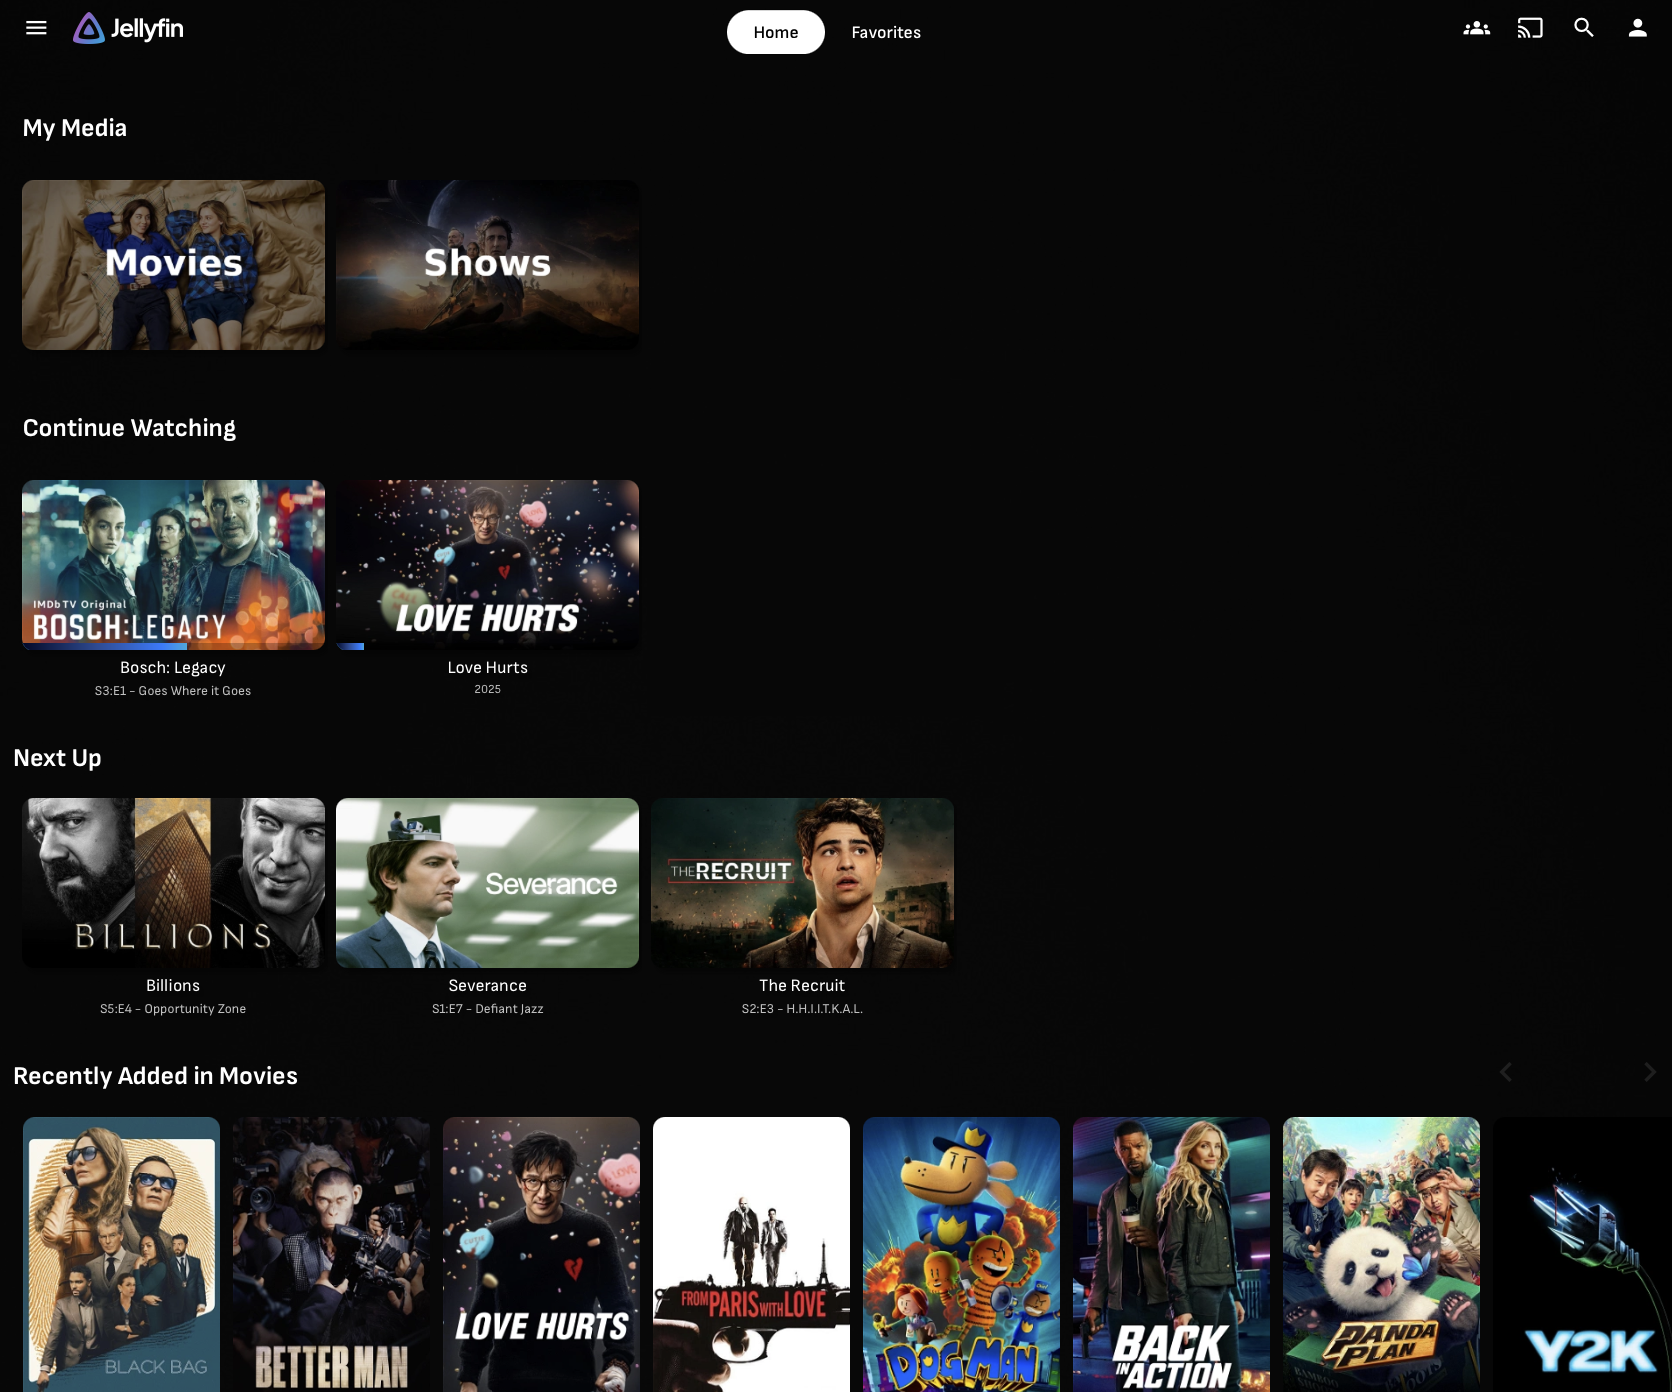 Jellyfin
Home
Favorites
My Media
Movies
Shows
Continue Watching
IMDbTV Original
BOSCH:LEGACY
LOVE HURTS
Bosch: Legacy
S3:E1 - Goes Where it Goes
Love Hurts
2025
Next Up
BILLIONS
Severance
THE RECRUIT
Billions
S5:E4 - Opportunity Zone
Severance
S1:E7 - Defiant Jazz
The Recruit
S2:E3 - H.H.I.I.T.K.A.L.
Recently Added in Movies
BLACK BAG
BETTER MAN
LOVE
LOVE HURTS
FROM PARIS WITH LOVE
DOG MAN
BACK
IN ACTION
PANDA
PLAN
Y2K